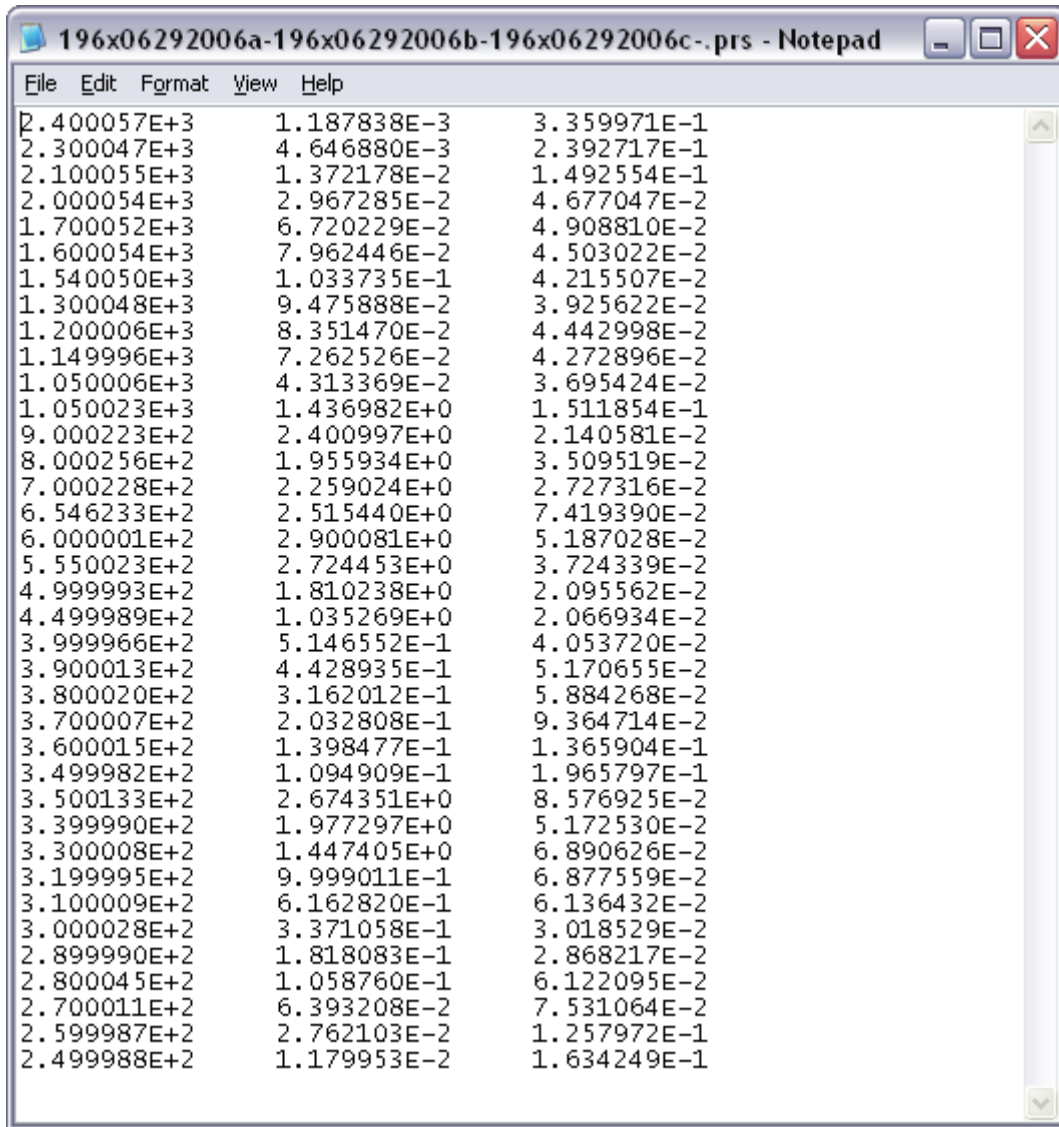 196x06292006a-196x06292006b-196x06292006c-.prs - Notepad
File Edit Format View Help
2.400057E+3 1.187838E-3 3.359971E-1
2.300047E+3 4.646880E-3 2.392717E-1
2.100055E+3 1.372178E-2 1.492554E-1
2.000054E+3 2.967285E-2 4.677047E-2
1.700052E+3 6.720229E-2 4.908810E-2
1.600054E+3 7.962446E-2 4.503022E-2
1.540050E+3 1.033735E-1 4.215507E-2
1.300048E+3 9.475888E-2 3.925622E-2
1.200006E+3 8.351470E-2 4.442998E-2
1.149996E+3 7.262526E-2 4.272896E-2
1.050006E+3 4.313369E-2 3.695424E-2
1.050023E+3 1.436982E+0 1.511854E-1
9.000223E+2 2.400997E+0 2.140581E-2
8.000256E+2 1.955934E+0 3.509519E-2
7.000228E+2 2.259024E+0 2.727316E-2
6.546233E+2 2.515440E+0 7.419390E-2
6.000001E+2 2.900081E+0 5.187028E-2
5.550023E+2 2.724453E+0 3.724339E-2
4.999993E+2 1.810238E+0 2.095562E-2
4.499989E+2 1.035269E+0 2.066934E-2
3.999966E+2 5.146552E-1 4.053720E-2
3.900013E+2 4.428935E-1 5.170655E-2
3.800020E+2 3.162012E-1 5.884268E-2
3.700007E+2 2.032808E-1 9.364714E-2
3.600015E+2 1.398477E-1 1.365904E-1
3.499982E+2 1.094909E-1 1.965797E-1
3.500133E+2 2.674351E+0 8.576925E-2
3.399990E+2 1.977297E+0 5.172530E-2
3.300008E+2 1.447405E+0 6.890626E-2
3.199995E+2 9.999011E-1 6.877559E-2
3.100009E+2 6.162820E-1 6.136432E-2
3.000028E+2 3.371058E-1 3.018529E-2
2.899990E+2 1.818083E-1 2.868217E-2
2.800045E+2 1.058760E-1 6.122095E-2
2.700011E+2 6.393208E-2 7.531064E-2
2.599987E+2 2.762103E-2 1.257972E-1
2.499988E+2 1.179953E-2 1.634249E-1